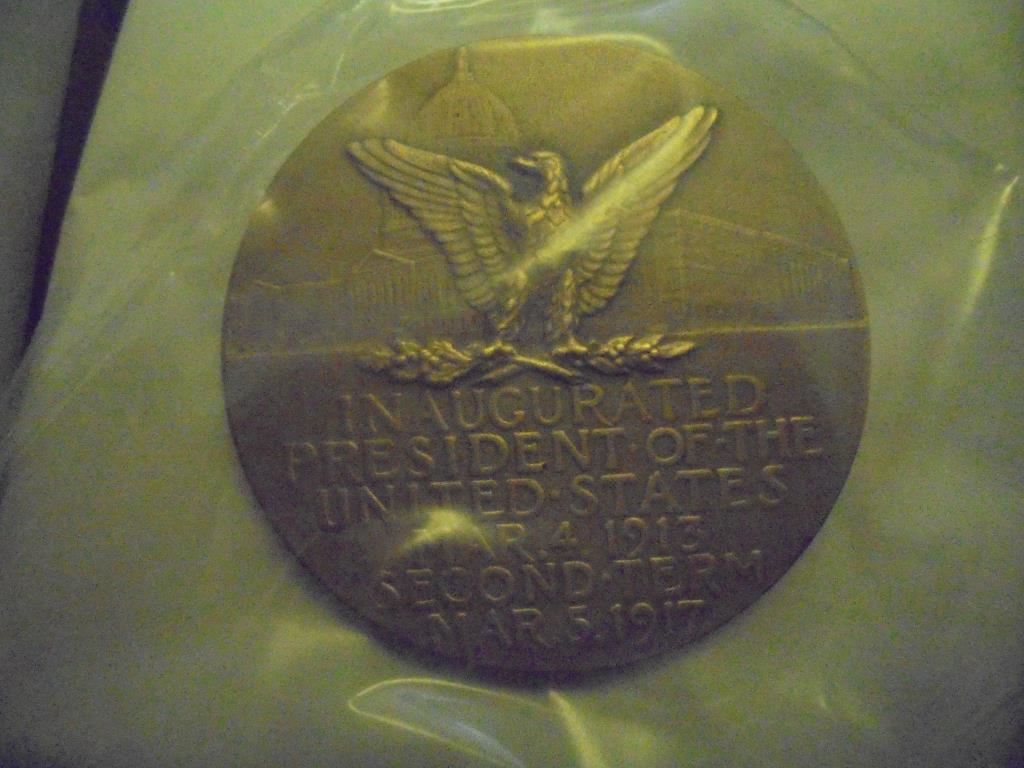 INAUGURATED
PRESIDENT·OF·THE
UNITED·STATES
MAR. 4. 1913
SECOND·TERM
MAR. 5. 1917